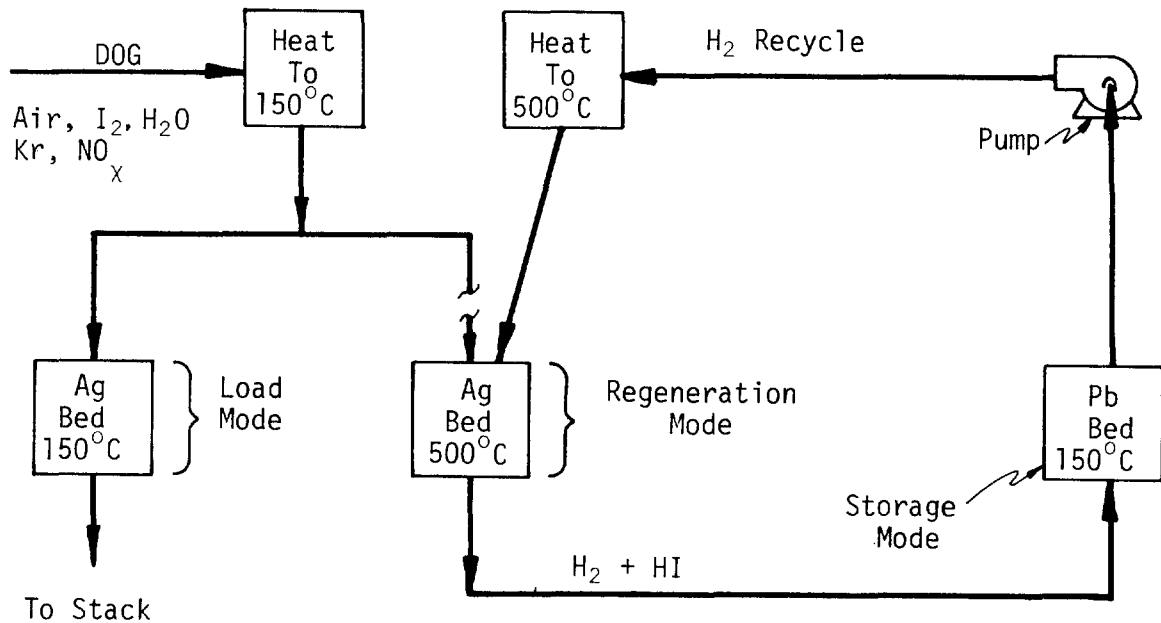 DOG
Air, I₂, H₂O
Kr, NOₓ
Heat
To
150°C
Heat
To
500°C
H₂ Recycle
Pump
Ag
Bed
150°C
Load
Mode
Ag
Bed
500°C
Regeneration
Mode
Pb
Bed
150°C
Storage
Mode
H₂ + HI
To Stack